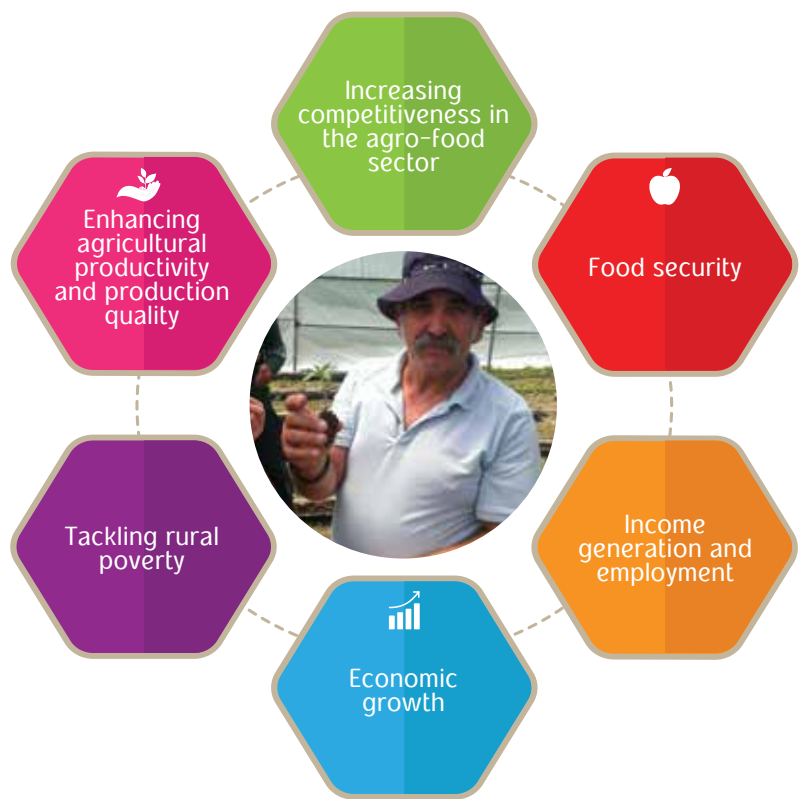 Increasing
competitiveness in
the agro-food
sector
Food security
Income
generation and
employment
Economic
growth
Tackling rural
poverty
Enhancing
agricultural
productivity
and production
quality